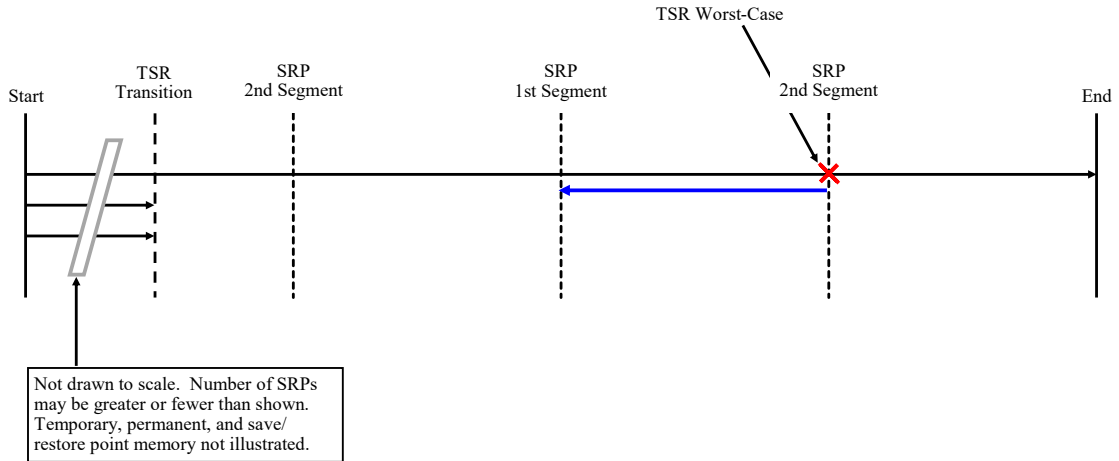 TSR Worst-Case
Start
TSR
Transition
SRP
2nd Segment
SRP
1st Segment
SRP
2nd Segment
End
Not drawn to scale.  Number of SRPs
may be greater or fewer than shown.
Temporary, permanent, and save/
restore point memory not illustrated.